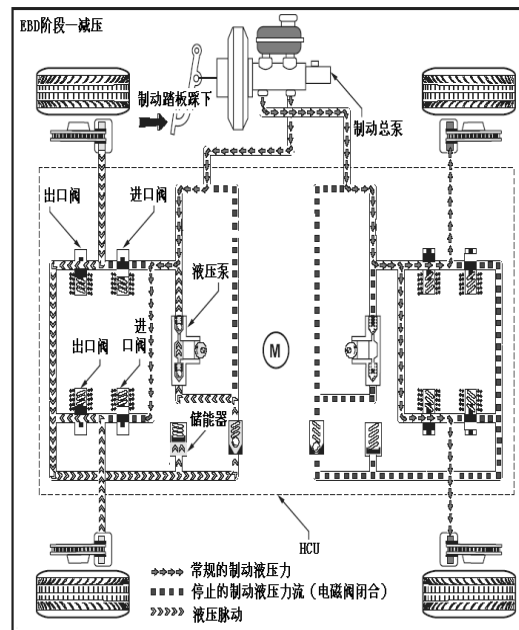 EBD阶段一减压
制动踏板踩下
制动总泵
出口阀
进口阀
液压泵
进
口阀
出口阀
M
储能器
HCU
常规的制动液压力
停止的制动液压力流（电磁阀闭合）
液压脉动